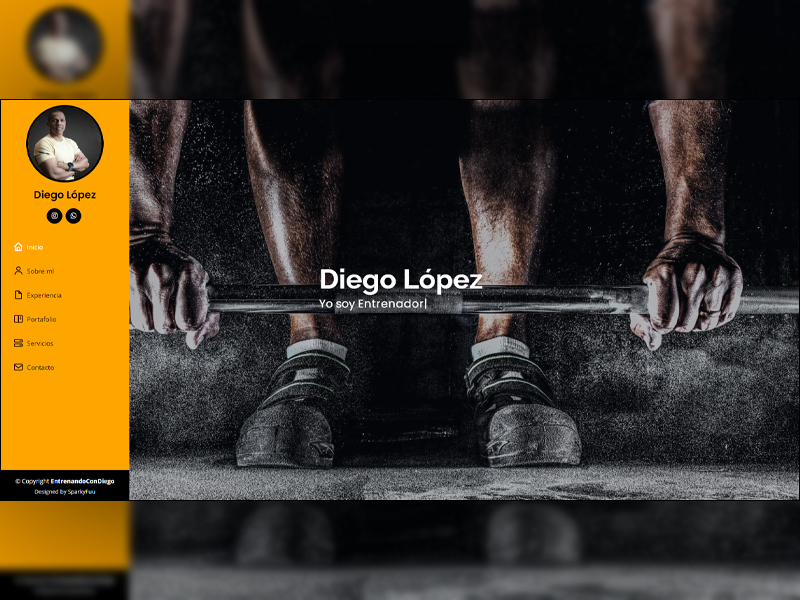 Diego López
Inicio
Sobre mi
Experiencia
Portafolio
Servicios
Contacto
© Copyright EntrenandoConDiego
Designed by SparkyFuu
Diego López
Yo soy Entrenador|